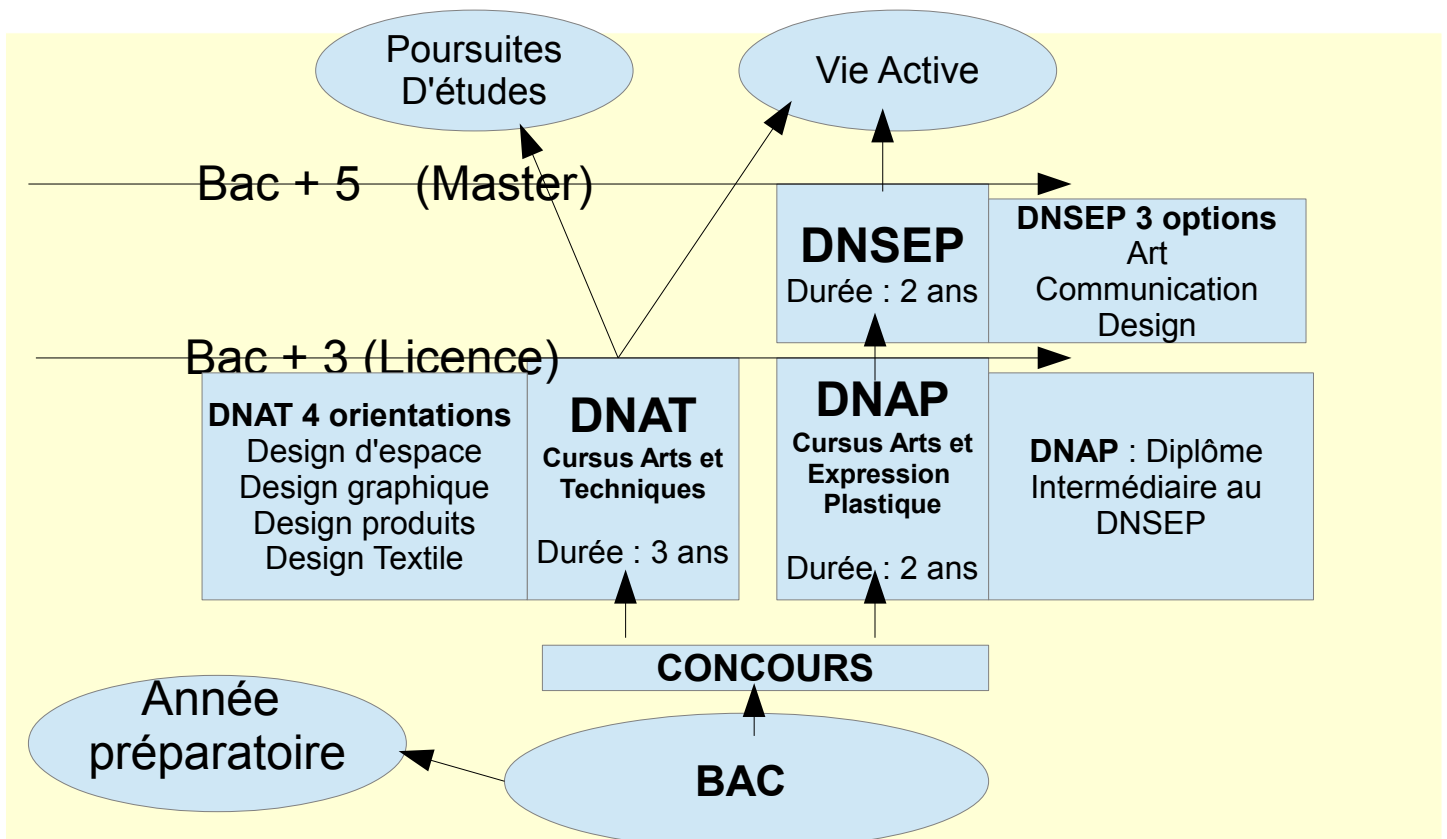 Poursuites
D'études
Vie Active
Bac + 5 (Master)
DNSEP
Durée : 2 ans
DNSEP 3 options
Art
Communication
Design
Bac + 3 (Licence)
DNAT 4 orientations
Design d'espace
Design graphique
Design produits
Design Textile
DNAT
Cursus Arts et
Techniques
Durée : 3 ans
DNAP
Cursus Arts et
Expression
Plastique
Durée : 2 ans
DNAP : Diplôme
Intermédiaire au
DNSEP
CONCOURS
Année
préparatoire
BAC